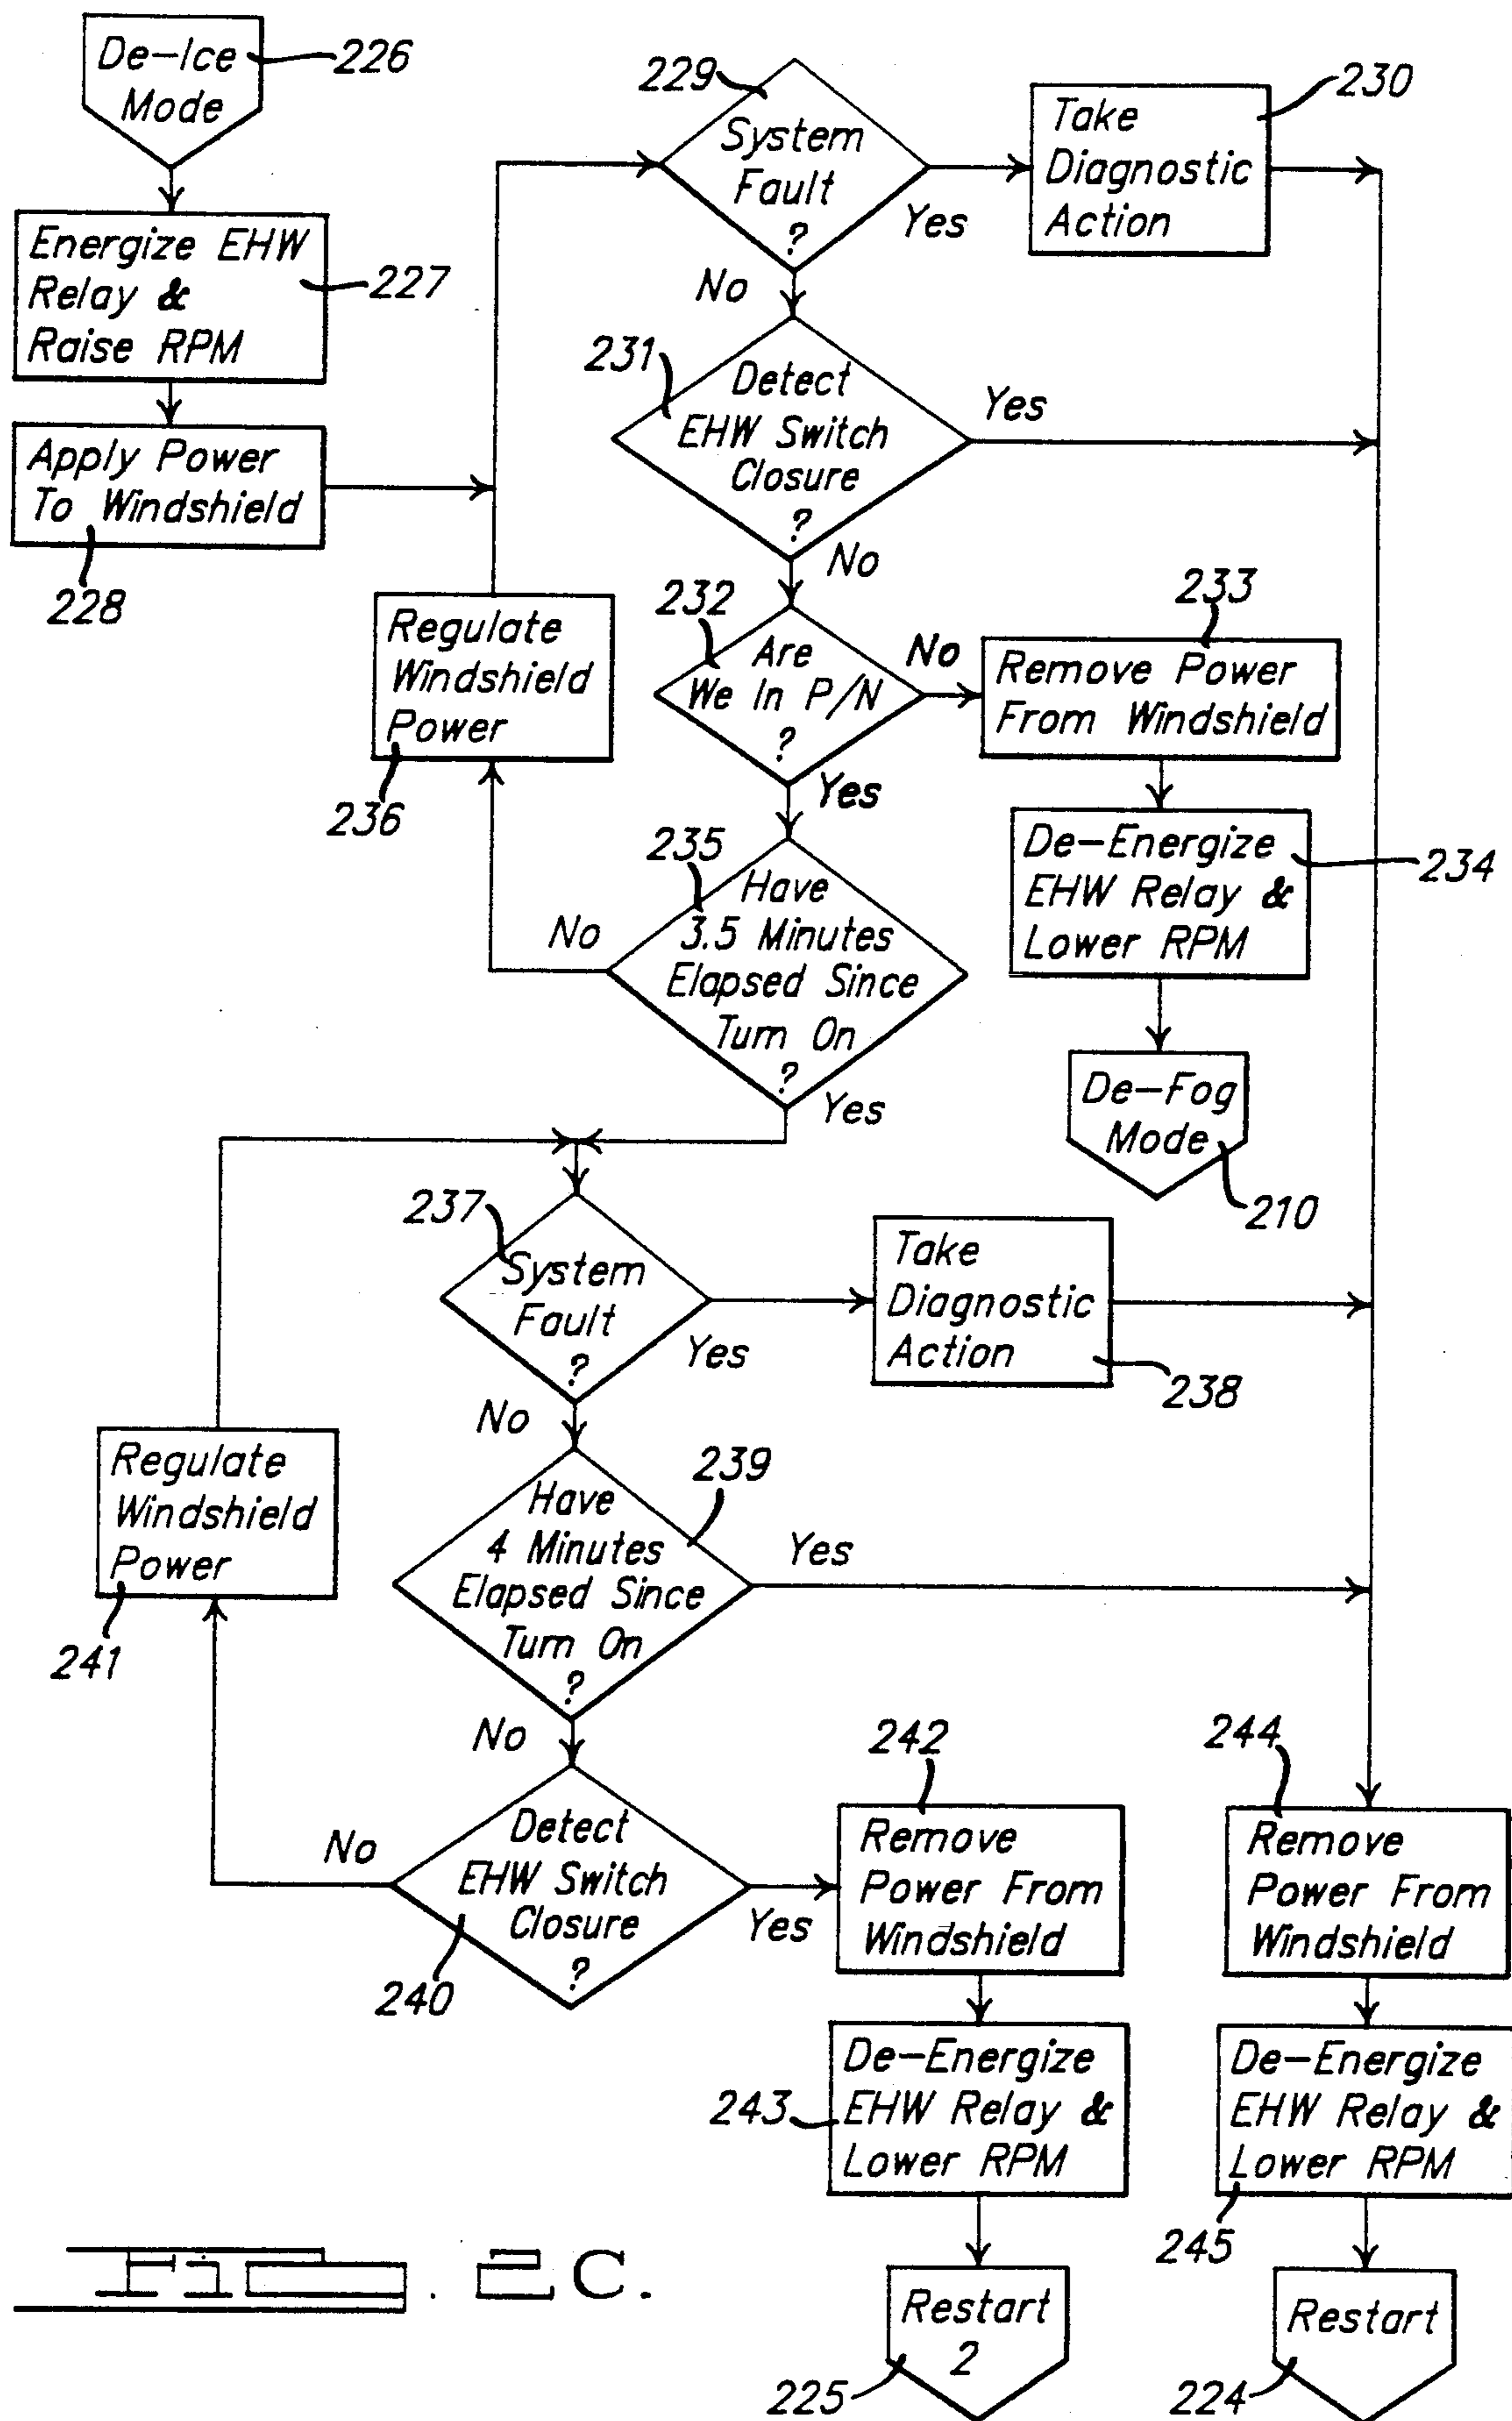 De-Ice
Mode
226
Energize EHW
Relay &
Raise RPM
227
Apply Power
To Windshield
228
229
System
Fault
?
Yes
No
Take
Diagnostic
Action
230
231
Detect
EHW Switch
Closure
?
Yes
No
232
Are
We In P/N
?
No
Yes
233
Remove Power
From Windshield
De-Energize
EHW Relay &
Lower RPM
234
De-Fog
Mode
210
Regulate
Windshield
Power
236
235
Have
3.5 Minutes
Elapsed Since
Turn On
?
No
Yes
237
System
Fault
?
Yes
No
Take
Diagnostic
Action
238
239
Have
4 Minutes
Elapsed Since
Turn On
?
Yes
No
Regulate
Windshield
Power
241
Detect
EHW Switch
Closure
?
No
Yes
240
242
Remove
Power From
Windshield
De-Energize
EHW Relay &
Lower RPM
243
Restart
2
225
244
Remove
Power From
Windshield
De-Energize
EHW Relay &
Lower RPM
245
Restart
224
FIG. 2C.